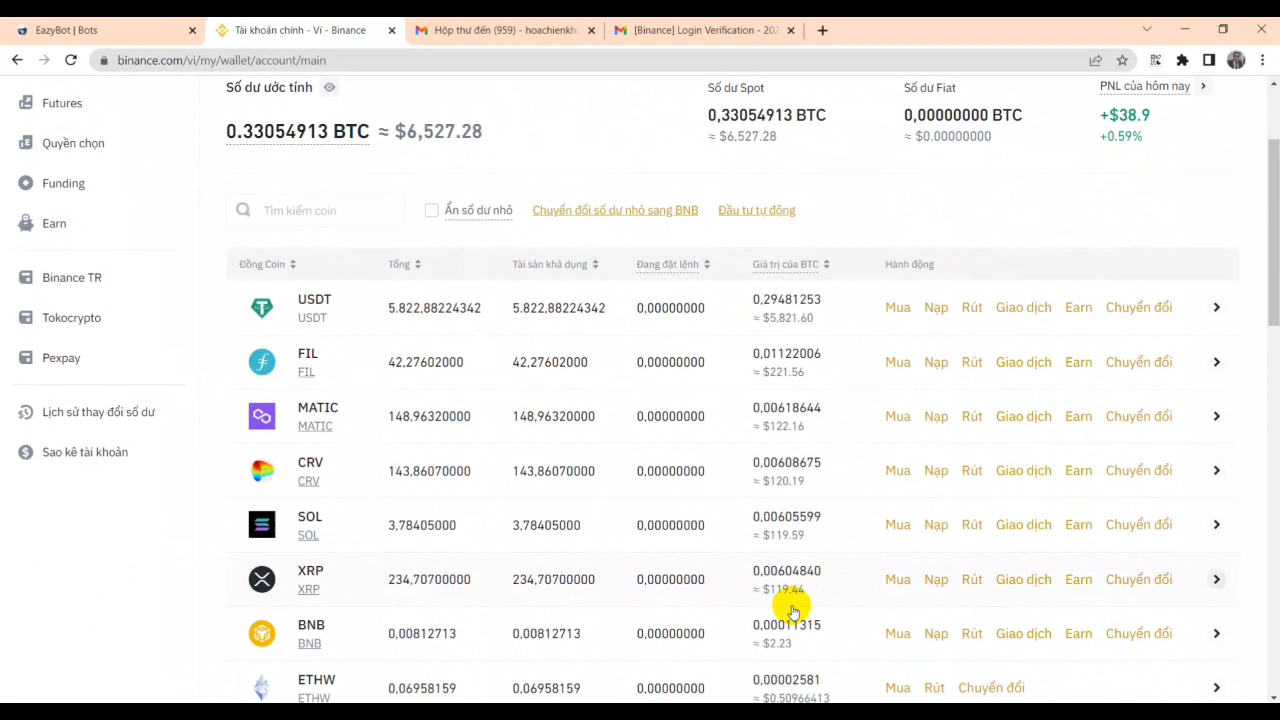 EazyBot | Bots
Tài khoản chính - Ví - Binance
Hộp thư đến (959) - hoachienkhu
[Binance] Login Verification - 202
binance.com/vi/my/wallet/account/main
Futures
Quyền chọn
Funding
Earn
Binance TR
Tokocrypto
Pexpay
Lịch sử thay đổi số dư
Sao kê tài khoản
Số dư ước tính
0.33054913 BTC ≈ $6,527.28
Số dư Spot
0,33054913 BTC
≈ $6,527.28
Số dư Fiat
0,00000000 BTC
≈ $0.00000000
PNL của hôm nay
+$38.9
+0.59%
Tìm kiếm coin
Ẩn số dư nhỏ
Chuyển đổi số dư nhỏ sang BNB
Đầu tư tự động
Đồng Coin Tổng Tài sản khả dụng Đang đặt lệnh Giá trị của BTC Hành động
USDT
USDT
5.822,88224342 5.822,88224342 0,00000000
0,29481253
≈ $5,821.60
Mua Nạp Rút Giao dịch Earn Chuyển đổi
FIL
FIL
42,27602000 42,27602000 0,00000000
0,01122006
≈ $221.56
Mua Nạp Rút Giao dịch Earn Chuyển đổi
MATIC
MATIC
148,96320000 148,96320000 0,00000000
0,00618644
≈ $122.16
Mua Nạp Rút Giao dịch Earn Chuyển đổi
CRV
CRV
143,86070000 143,86070000 0,00000000
0,00608675
≈ $120.19
Mua Nạp Rút Giao dịch Earn Chuyển đổi
SOL
SOL
3,78405000 3,78405000 0,00000000
0,00605599
≈ $119.59
Mua Nạp Rút Giao dịch Earn Chuyển đổi
XRP
XRP
234,70700000 234,70700000 0,00000000
0,00604840
≈ $119.44
Mua Nạp Rút Giao dịch Earn Chuyển đổi
BNB
BNB
0,00812713 0,00812713 0,00000000
0,00011315
≈ $2.23
Mua Nạp Rút Giao dịch Earn Chuyển đổi
ETHW
ETHW
0,06958159 0,06958159 0,00000000
0,00002581
≈ $0.50966413
Mua Rút Chuyển đổi